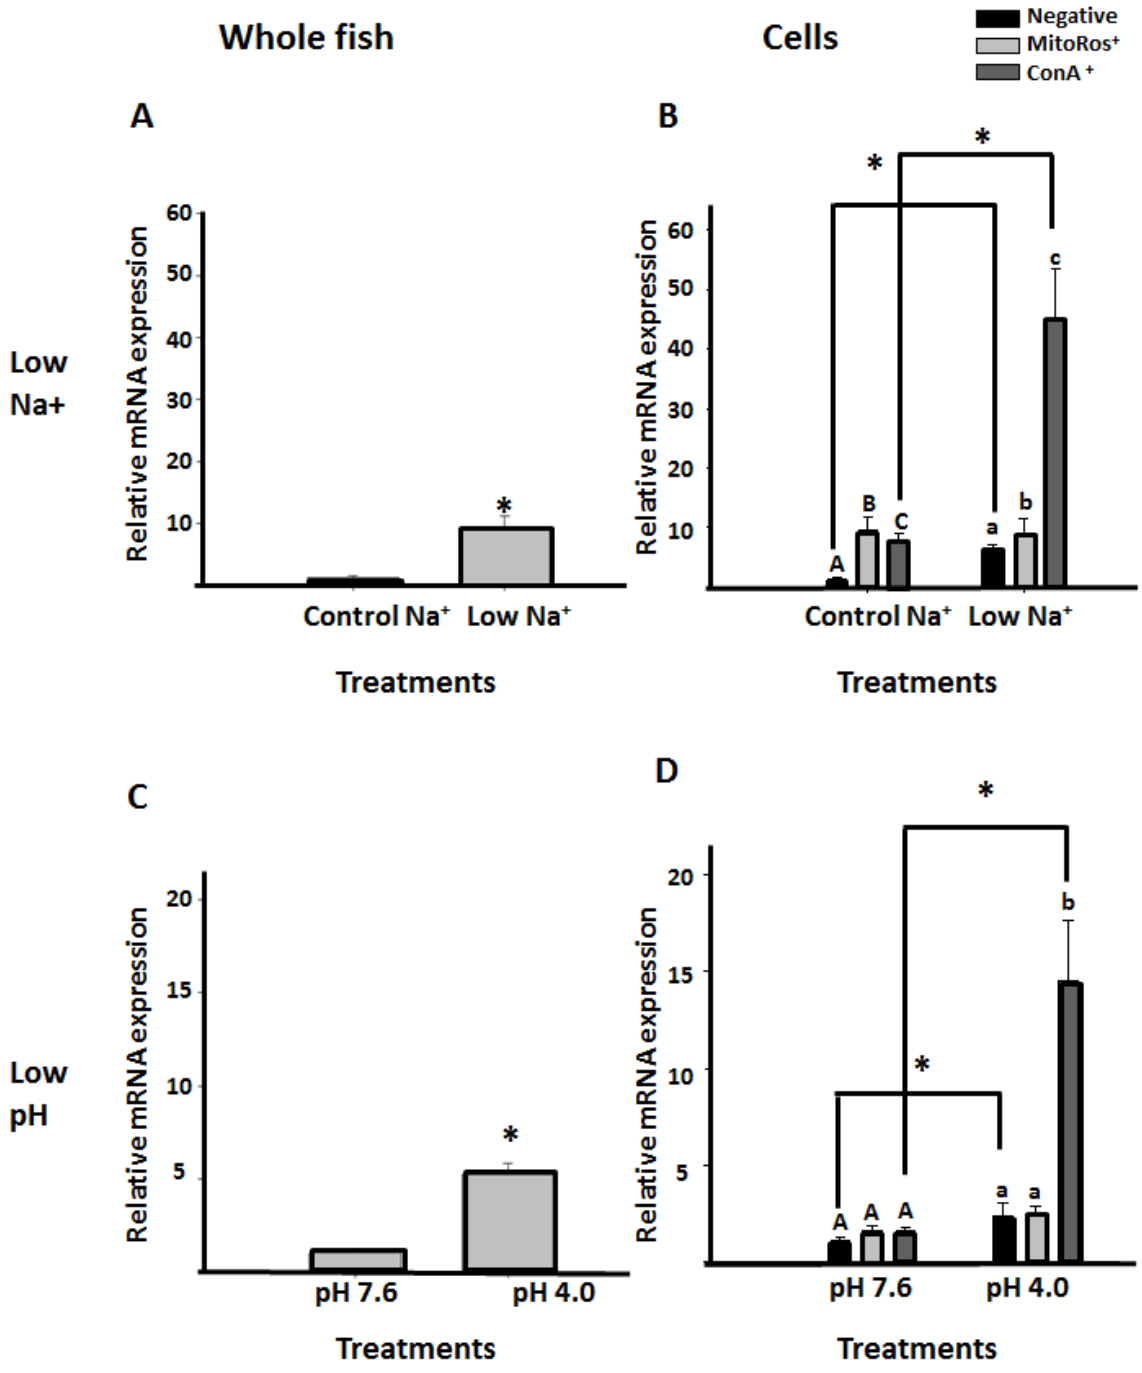 Whole fish
Cells
Negative
MitoRos⁺
ConA ⁺
A
Low
Na+
Relative mRNA expression
60
50
40
30
20
10
*
Control Na⁺ Low Na⁺
Treatments
B
Relative mRNA expression
60
50
40
30
20
10
*
*
A
B
C
a
b
c
Control Na⁺ Low Na⁺
Treatments
C
Low
pH
Relative mRNA expression
20
15
10
5
*
pH 7.6 pH 4.0
Treatments
D
Relative mRNA expression
20
15
10
5
*
*
A
A
A
a
a
b
pH 7.6 pH 4.0
Treatments